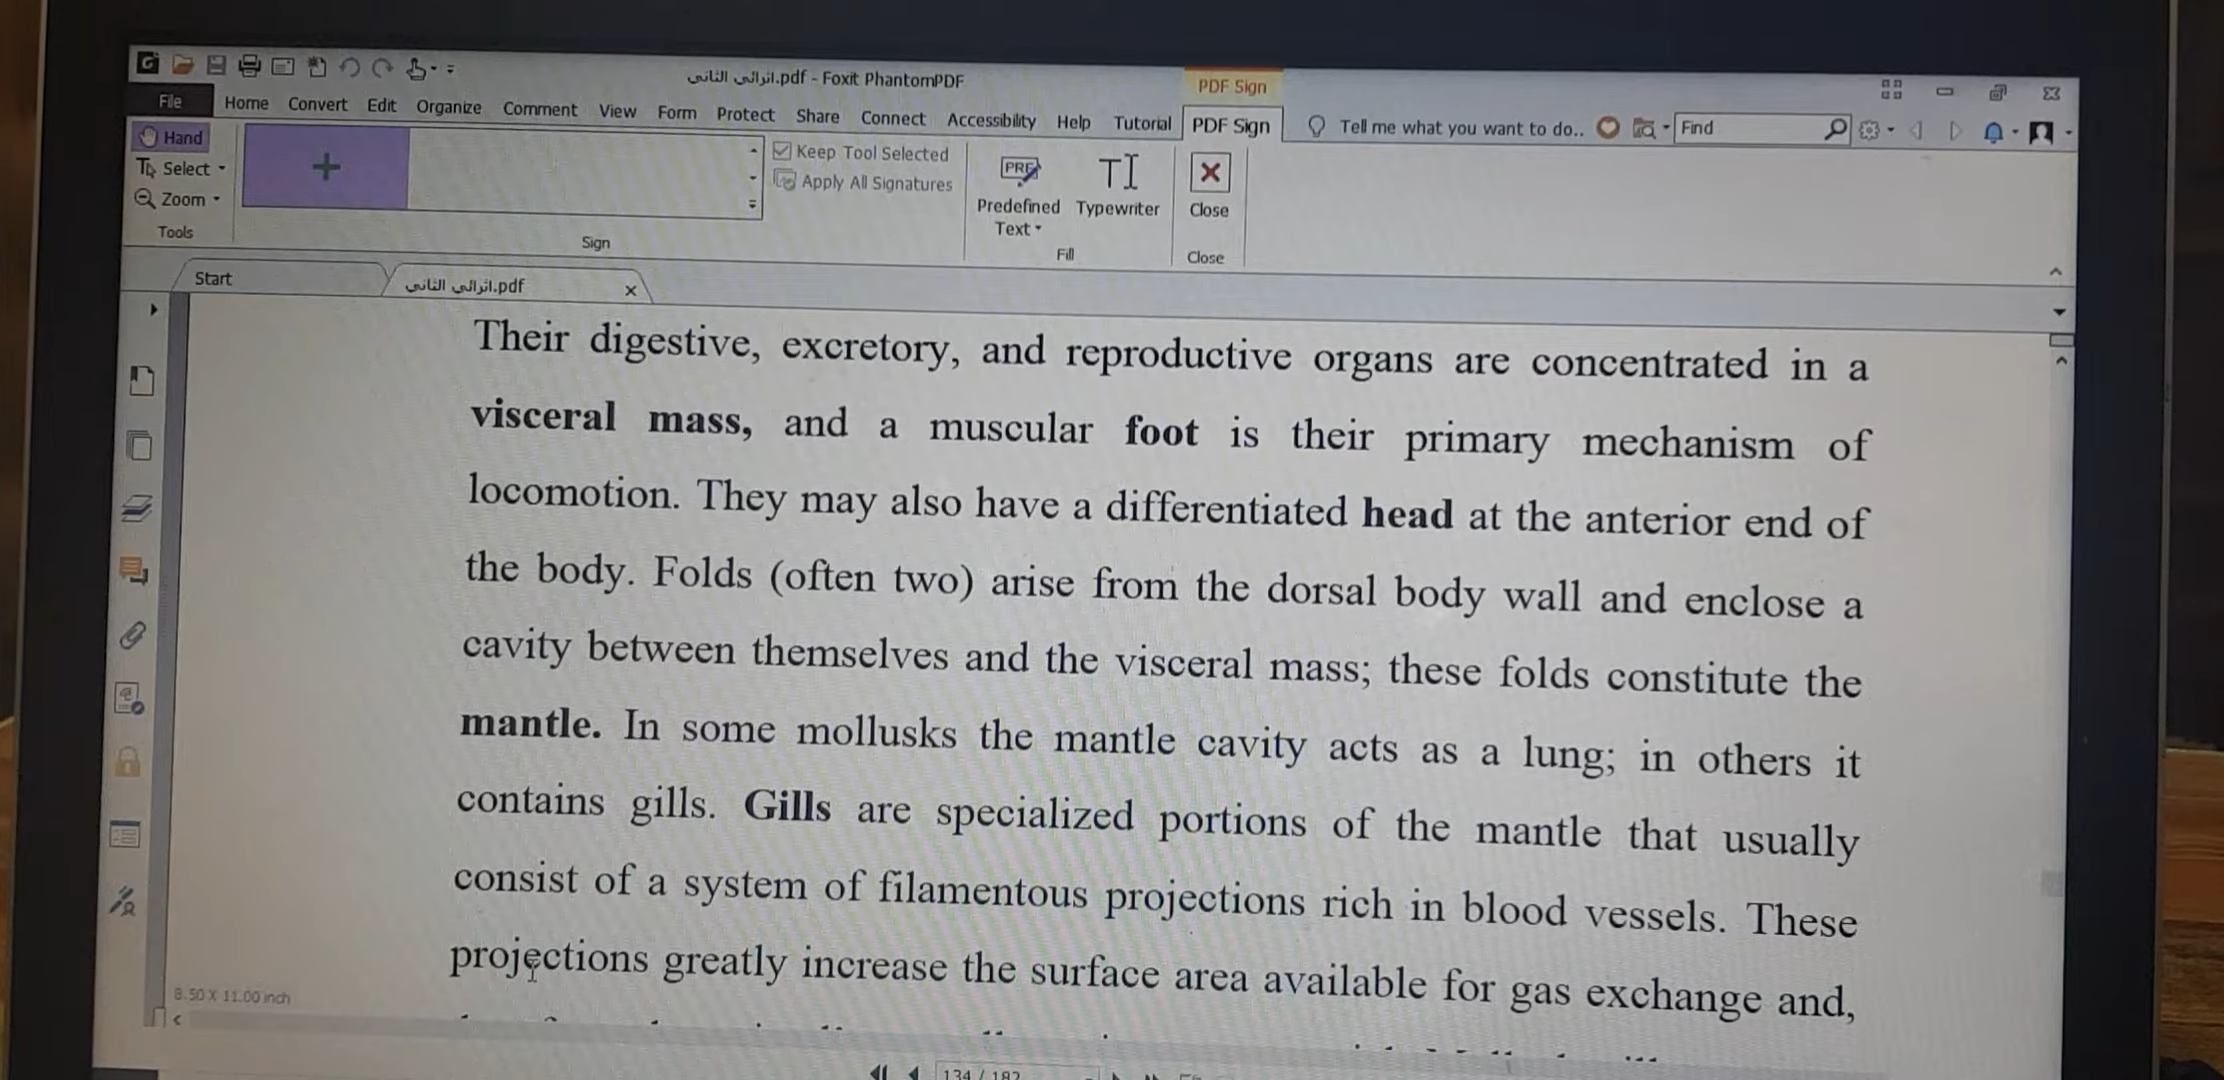 انرائى الثانى.pdf - Foxit PhantomPDF
PDF Sign
File Home Convert Edit Organize Comment View Form Protect Share Connect Accessibility Help Tutorial PDF Sign Tell me what you want to do.. Find
Hand
Select
Zoom
Tools
Keep Tool Selected
Apply All Signatures
Sign
PRE
Predefined Text
TI
Typewriter
Fill
Close
Close
Start
الثانى.pdf
Their digestive, excretory, and reproductive organs are concentrated in a
visceral mass, and a muscular foot is their primary mechanism of
locomotion. They may also have a differentiated head at the anterior end of
the body. Folds (often two) arise from the dorsal body wall and enclose a
cavity between themselves and the visceral mass; these folds constitute the
mantle. In some mollusks the mantle cavity acts as a lung; in others it
contains gills. Gills are specialized portions of the mantle that usually
consist of a system of filamentous projections rich in blood vessels. These
projections greatly increase the surface area available for gas exchange and,
8.50 X 11.00 inch
134 / 182